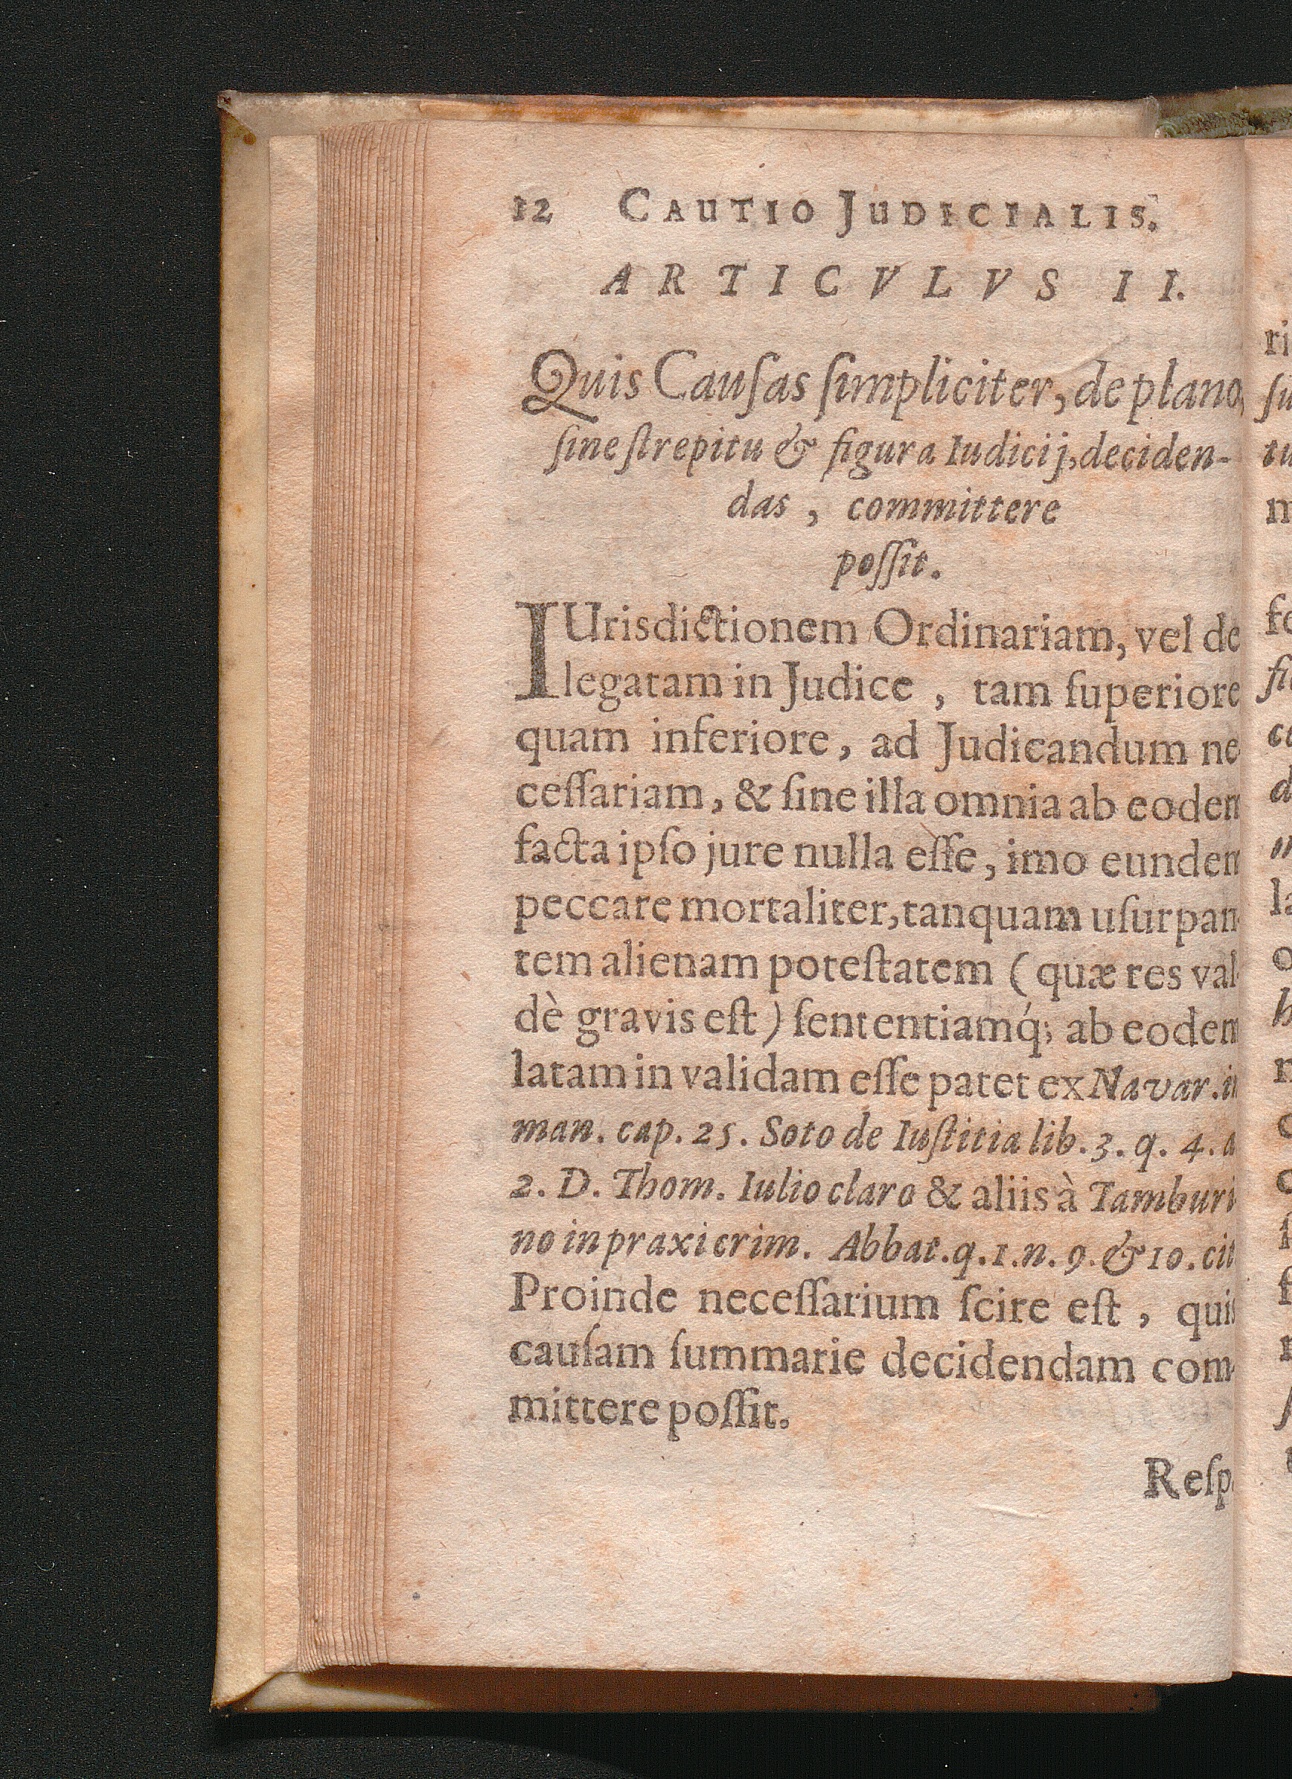 12 CAUTIO JUDICIALIS.
ARTICVLVS II.
Quis Cauſas ſimpliciter, de plano,
ſine ſtrepitu & figura Iudicij, deciden-
das , committere
poſſit.
IUrisdictionem Ordinariam, vel de
legatam in Judice , tam ſuperiore
quam inferiore, ad Judicandum ne
ceſſariam, & ſine illa omnia ab eodem
facta ipſo jure nulla eſſe, imo eundem
peccare mortaliter, tanquam uſurpan
tem alienam poteſtatem ( quæ res val
dè gravis eſt ) ſententiamq́; ab eodem
latam in validam eſſe patet ex Navar. in
man. cap. 25. Soto de Iuſtitia lib. 3. q. 4. a
2. D. Thom. Iulio claro & aliis à Tamburi
no in praxi crim. Abbat. q. 1. n. 9. & 10. cit
Proinde neceſſarium ſcire eſt , quis
cauſam ſummarie decidendam com-
mittere poſſit.
Reſp